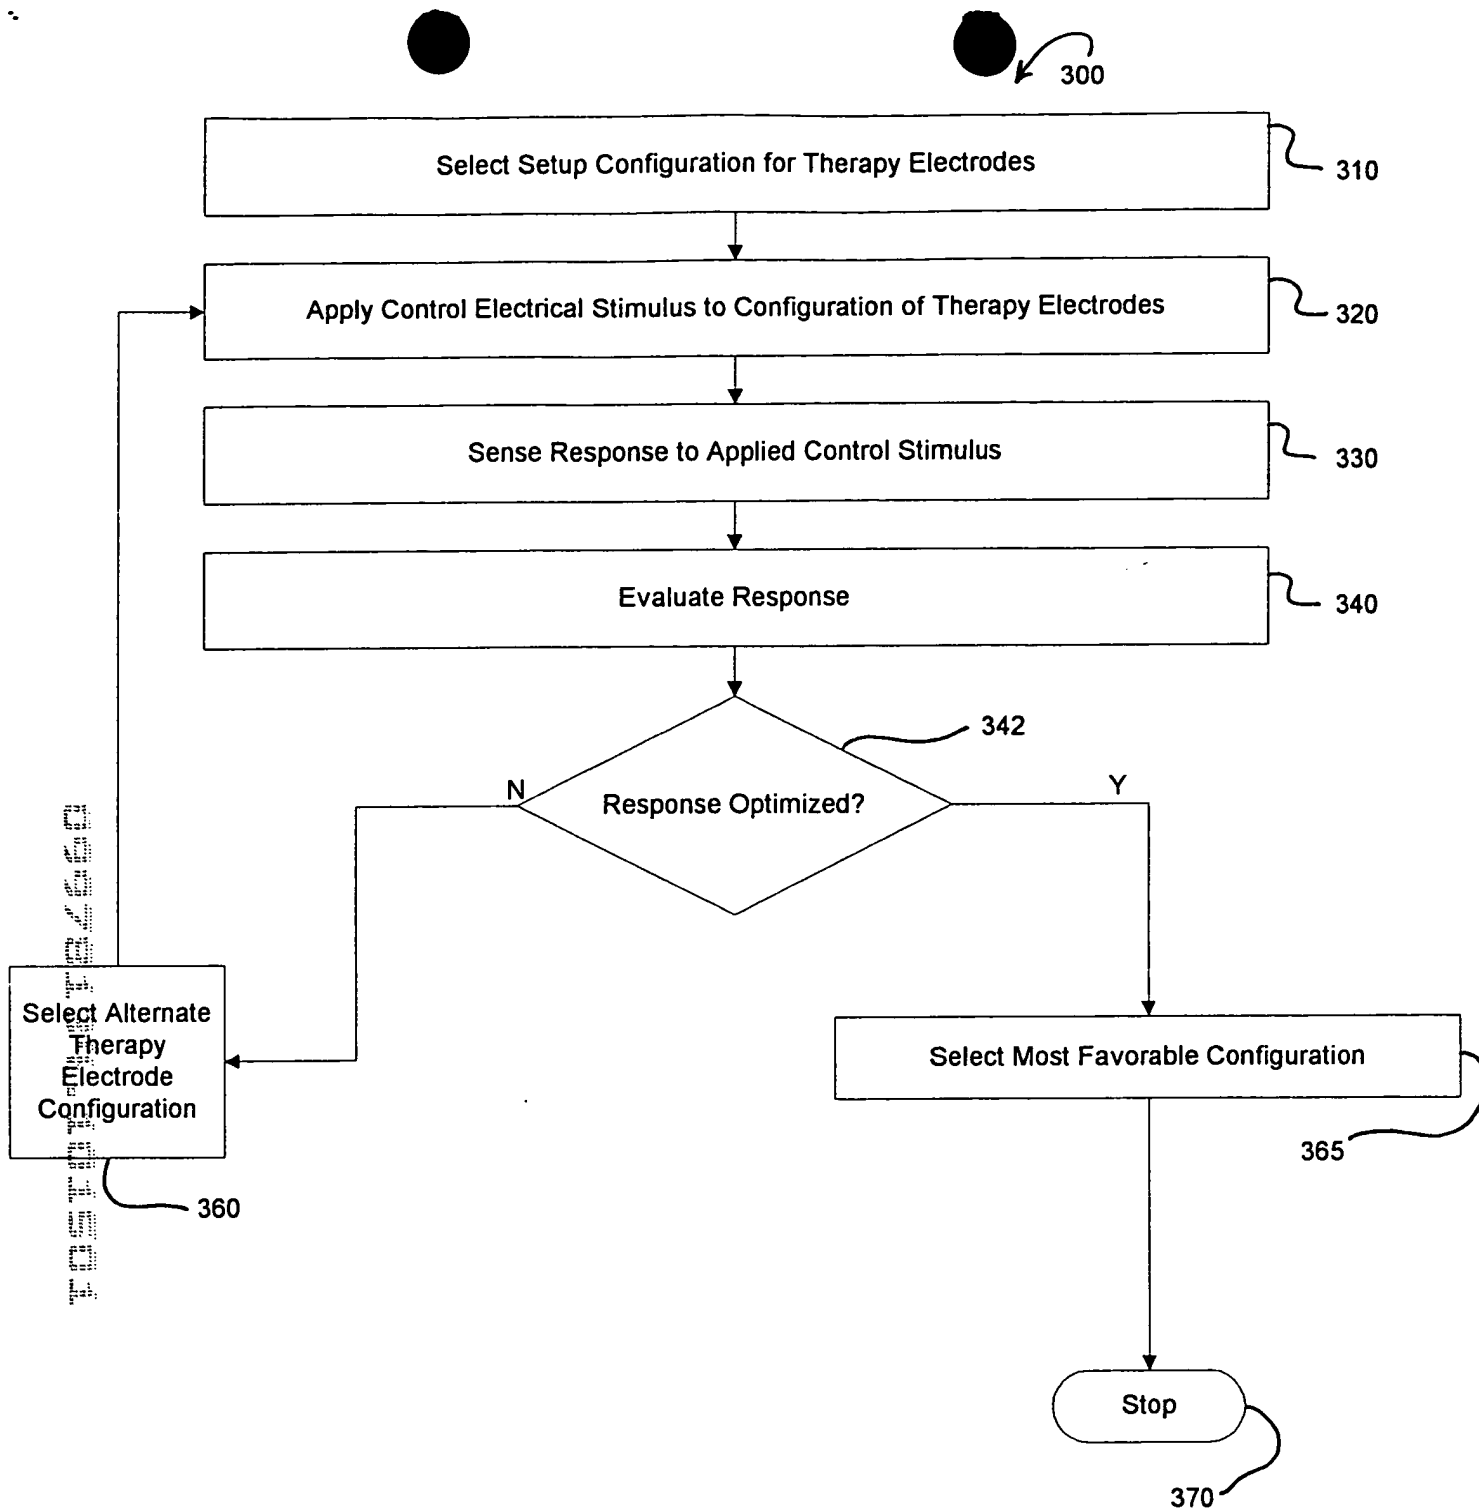 300
Select Setup Configuration for Therapy Electrodes
310
Apply Control Electrical Stimulus to Configuration of Therapy Electrodes
320
Sense Response to Applied Control Stimulus
330
Evaluate Response
340
342
N
Response Optimized?
Y
Select Alternate
Therapy
Electrode
Configuration
360
Select Most Favorable Configuration
365
Stop
370